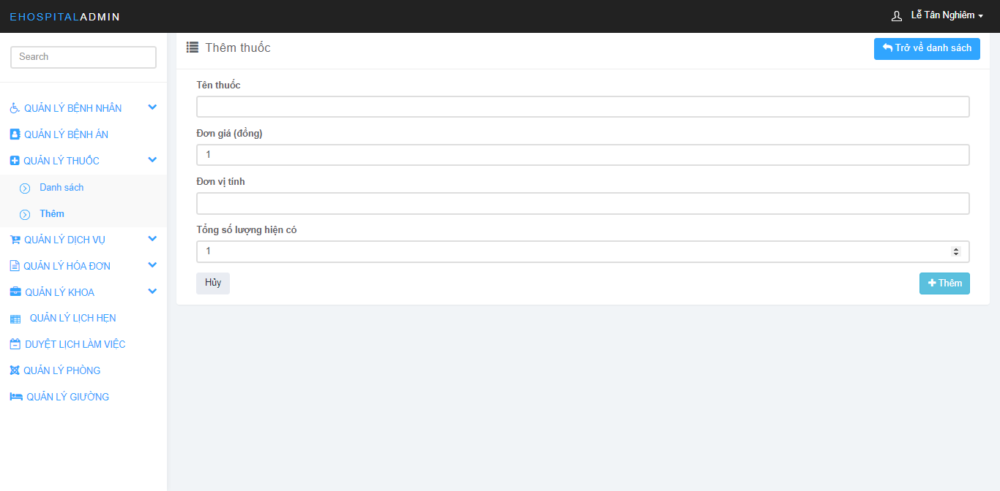 EHOSPITALADMIN
Lễ Tân Nghiêm
Search
QUẢN LÝ BỆNH NHÂN
QUẢN LÝ BỆNH ÁN
QUẢN LÝ THUỐC
Danh sách
Thêm
QUẢN LÝ DỊCH VỤ
QUẢN LÝ HÓA ĐƠN
QUẢN LÝ KHOA
QUẢN LÝ LỊCH HẸN
DUYỆT LỊCH LÀM VIỆC
QUẢN LÝ PHÒNG
QUẢN LÝ GIƯỜNG
Thêm thuốc
Trở về danh sách
Tên thuốc
Đơn giá (đồng)
1
Đơn vị tính
Tổng số lượng hiện có
1
Hủy
Thêm